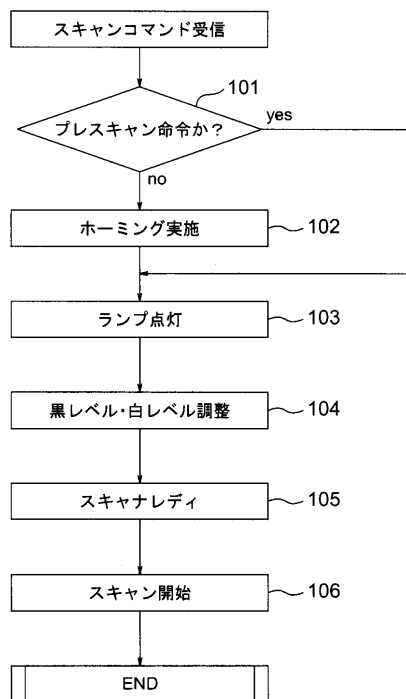 スキャンコマンド受信
101
プレスキャン命令か？
yes
no
ホーミング実施
102
ランプ点灯
103
黒レベル・白レベル調整
104
スキャナレディ
105
スキャン開始
106
END